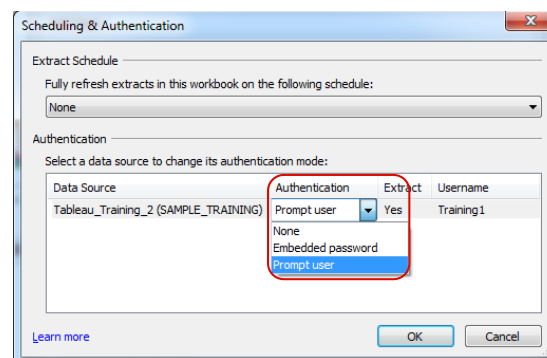 Scheduling & Authentication
Extract Schedule
Fully refresh extracts in this workbook on the following schedule:
None
Authentication
Select a data source to change its authentication mode:
Data Source Authentication Extract Username
Tableau_Training_2 (SAMPLE_TRAINING) Prompt user Yes Training1
None
Embedded password
Prompt user
Learn more OK Cancel